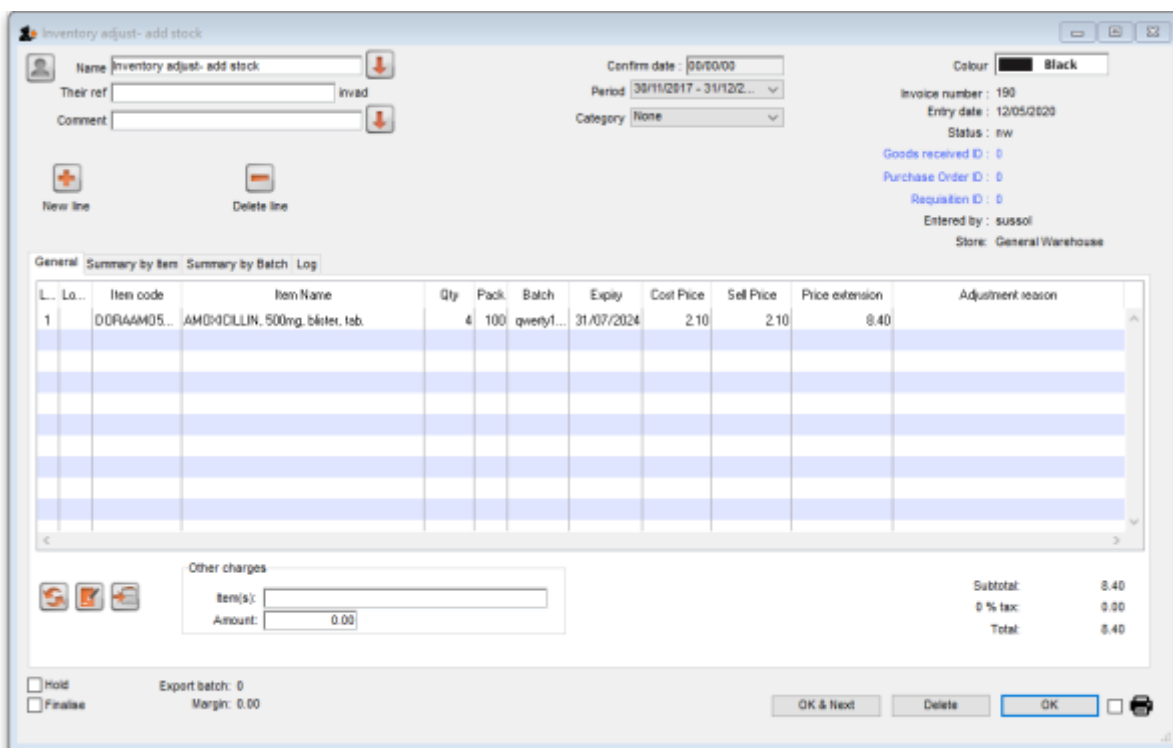 Inventory adjust- add stock
Name Inventory adjust- add stock
Their ref invad
Comment
Confirm date : 00/00/00
Period 30/11/2017 - 31/12/2...
Category None
Colour Black
Invoice number : 190
Entry date : 12/05/2020
Status : nw
Goods received ID : 0
Purchase Order ID : 0
Requisition ID : 0
Entered by : sussol
Store: General Warehouse
New line Delete line
General Summary by Item Summary by Batch Log
L... Lo... Item code Item Name Qty Pack Batch Expiry Cost Price Sell Price Price extension Adjustment reason
1 DORAAM05... AMOXICILLIN, 500mg, blister, tab. 4 100 qwerty1... 31/07/2024 2.10 2.10 8.40
Other charges
Item(s):
Amount: 0.00
Subtotal: 8.40
0 % tax: 0.00
Total: 8.40
Hold Export batch: 0
Finalise Margin: 0.00
OK & Next Delete OK